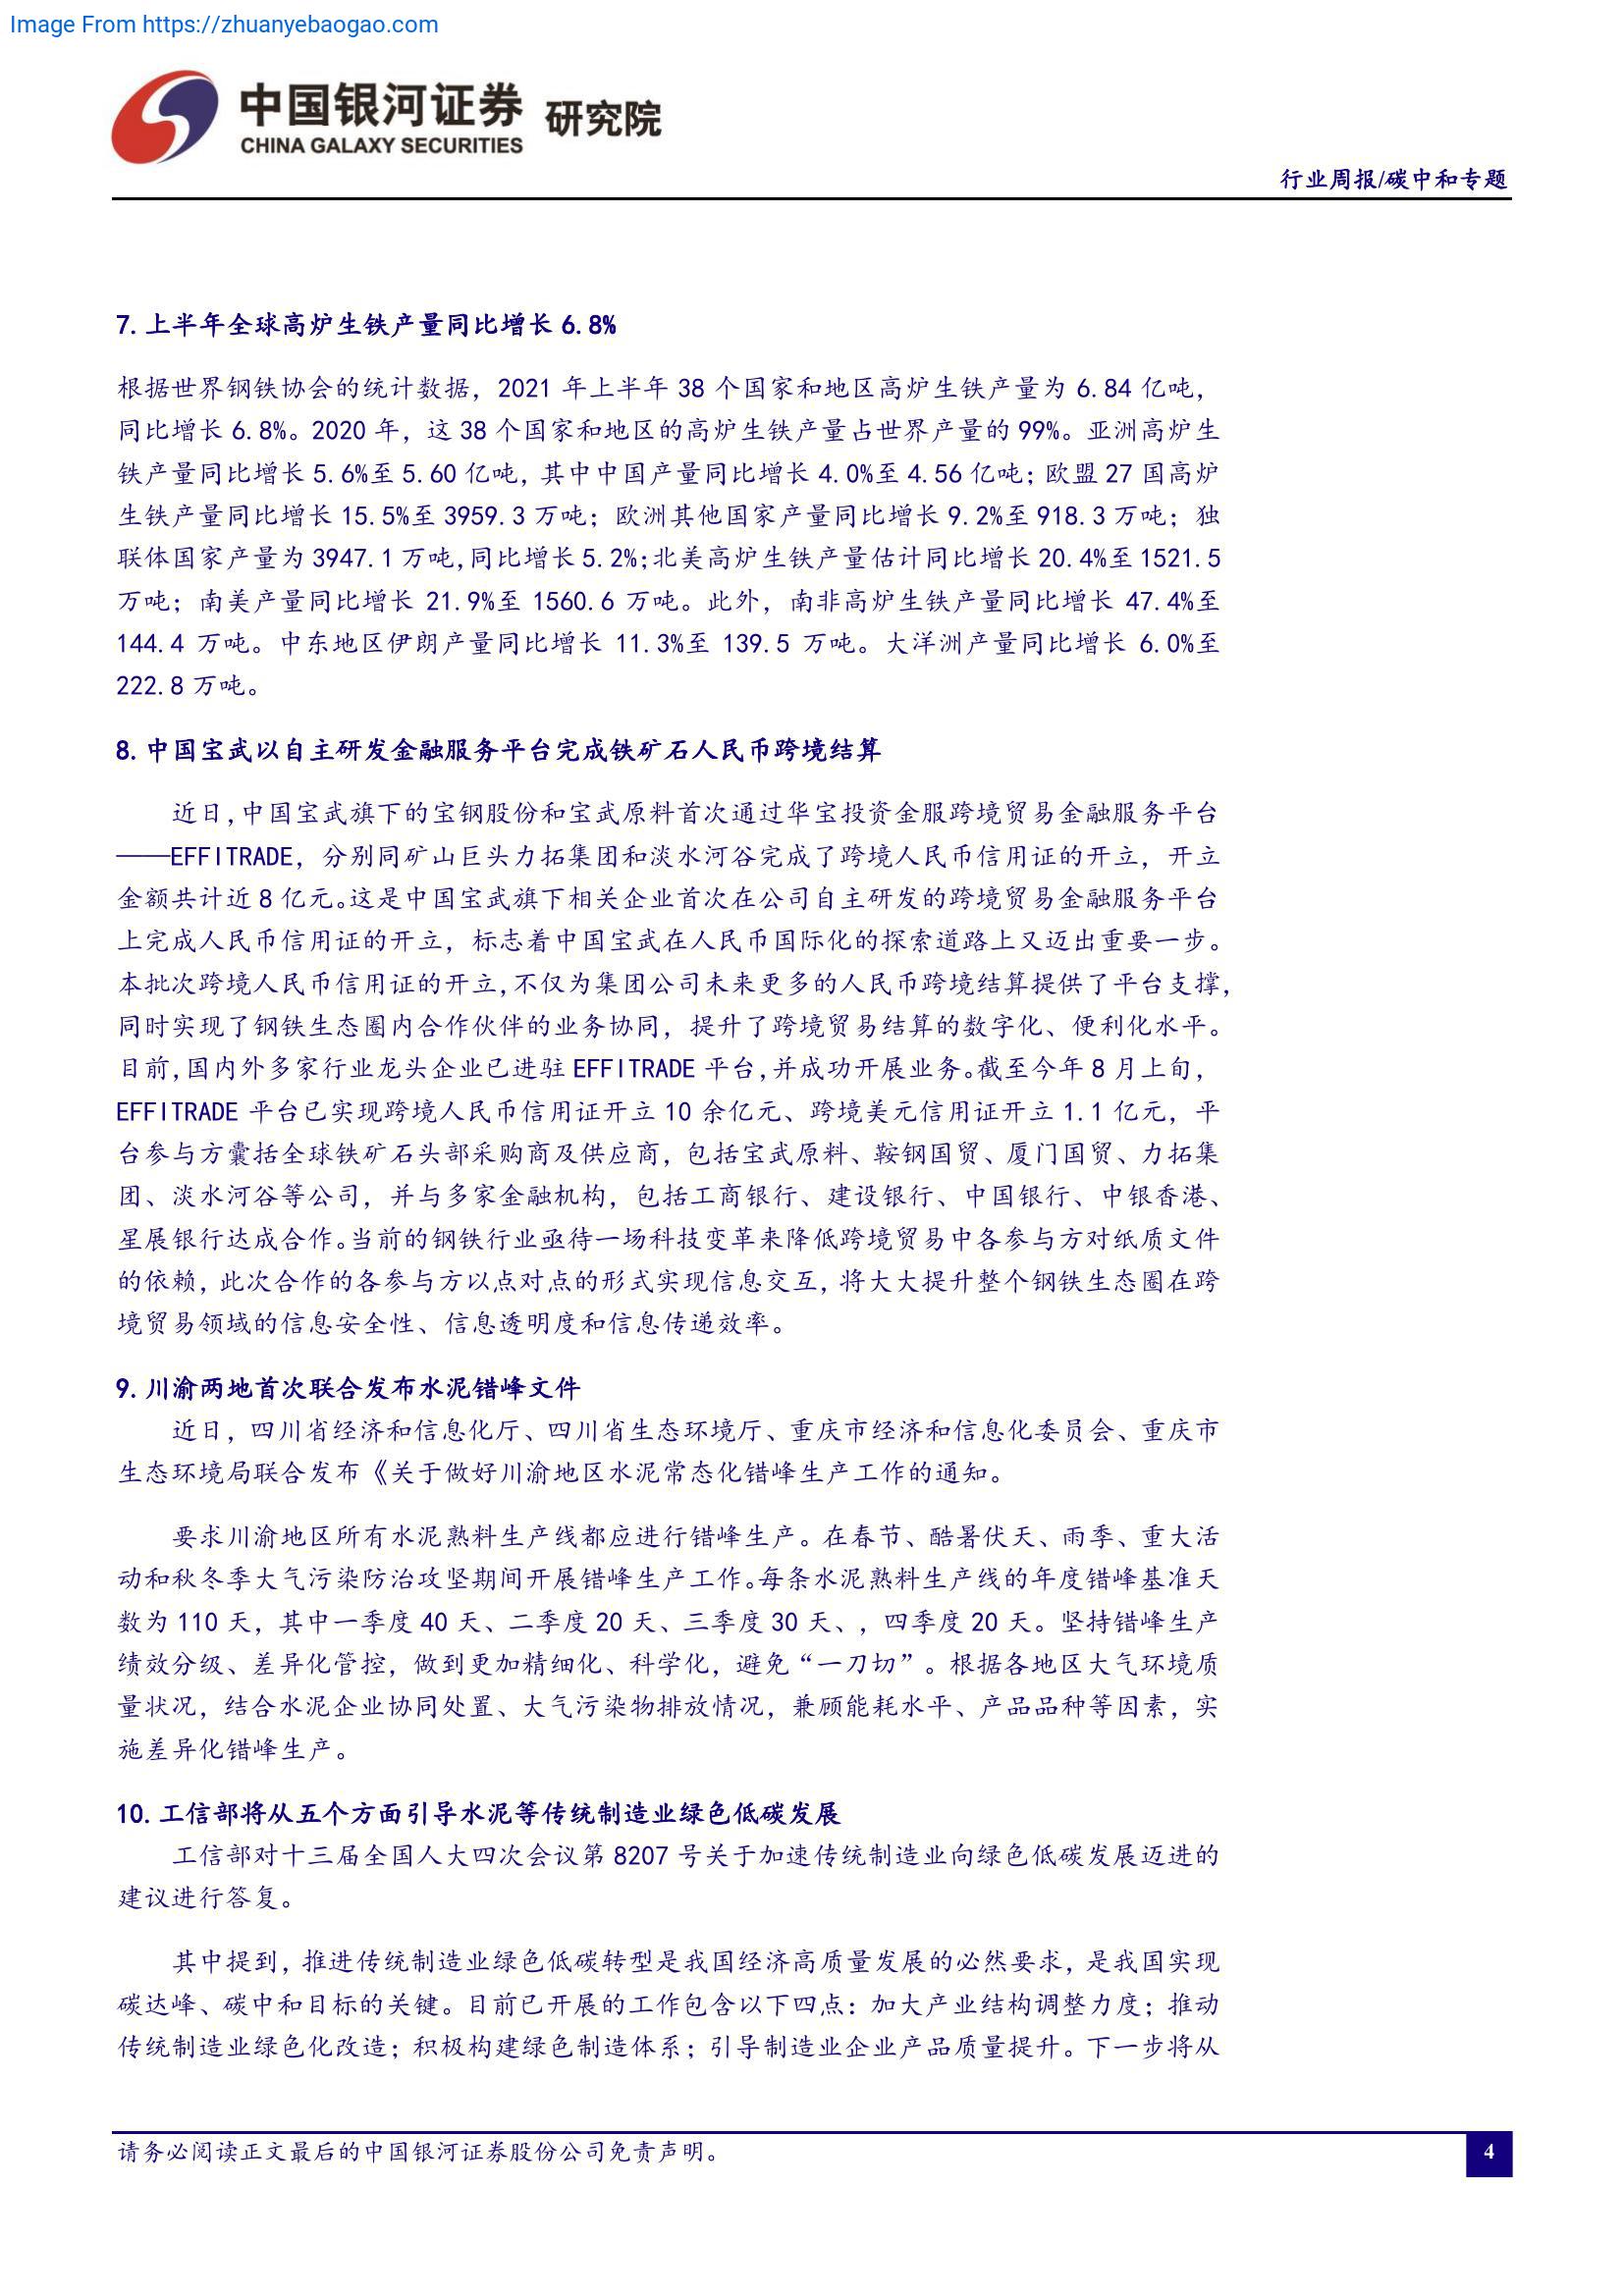 Image From https://zhuanyebaogao.com
中国银河证券 研究院
CHINA GALAXY SECURITIES
行业周报/碳中和专题
7. 上半年全球高炉生铁产量同比增长 6.8%
根据世界钢铁协会的统计数据，2021 年上半年 38 个国家和地区高炉生铁产量为 6.84 亿吨，
同比增长 6.8%。2020 年，这 38 个国家和地区的高炉生铁产量占世界产量的 99%。亚洲高炉生
铁产量同比增长 5.6%至 5.60 亿吨，其中中国产量同比增长 4.0%至 4.56 亿吨；欧盟 27 国高炉
生铁产量同比增长 15.5%至 3959.3 万吨；欧洲其他国家产量同比增长 9.2%至 918.3 万吨；独
联体国家产量为 3947.1 万吨，同比增长 5.2%；北美高炉生铁产量估计同比增长 20.4%至 1521.5
万吨；南美产量同比增长 21.9%至 1560.6 万吨。此外，南非高炉生铁产量同比增长 47.4%至
144.4 万吨。中东地区伊朗产量同比增长 11.3%至 139.5 万吨。大洋洲产量同比增长 6.0%至
222.8 万吨。
8. 中国宝武以自主研发金融服务平台完成铁矿石人民币跨境结算
近日，中国宝武旗下的宝钢股份和宝武原料首次通过华宝投资金服跨境贸易金融服务平台
——EFFITRADE，分别同矿山巨头力拓集团和淡水河谷完成了跨境人民币信用证的开立，开立
金额共计近 8 亿元。这是中国宝武旗下相关企业首次在公司自主研发的跨境贸易金融服务平台
上完成人民币信用证的开立，标志着中国宝武在人民币国际化的探索道路上又迈出重要一步。
本批次跨境人民币信用证的开立，不仅为集团公司未来更多的人民币跨境结算提供了平台支撑，
同时实现了钢铁生态圈内合作伙伴的业务协同，提升了跨境贸易结算的数字化、便利化水平。
目前，国内外多家行业龙头企业已进驻 EFFITRADE 平台，并成功开展业务。截至今年 8 月上旬，
EFFITRADE 平台已实现跨境人民币信用证开立 10 余亿元、跨境美元信用证开立 1.1 亿元，平
台参与方囊括全球铁矿石头部采购商及供应商，包括宝武原料、鞍钢国贸、厦门国贸、力拓集
团、淡水河谷等公司，并与多家金融机构，包括工商银行、建设银行、中国银行、中银香港、
星展银行达成合作。当前的钢铁行业亟待一场科技变革来降低跨境贸易中各参与方对纸质文件
的依赖，此次合作的各参与方以点对点的形式实现信息交互，将大大提升整个钢铁生态圈在跨
境贸易领域的信息安全性、信息透明度和信息传递效率。
9. 川渝两地首次联合发布水泥错峰文件
近日，四川省经济和信息化厅、四川省生态环境厅、重庆市经济和信息化委员会、重庆市
生态环境局联合发布《关于做好川渝地区水泥常态化错峰生产工作的通知。
要求川渝地区所有水泥熟料生产线都应进行错峰生产。在春节、酷暑伏天、雨季、重大活
动和秋冬季大气污染防治攻坚期间开展错峰生产工作。每条水泥熟料生产线的年度错峰基准天
数为 110 天，其中一季度 40 天、二季度 20 天、三季度 30 天、，四季度 20 天。坚持错峰生产
绩效分级、差异化管控，做到更加精细化、科学化，避免“一刀切”。根据各地区大气环境质
量状况，结合水泥企业协同处置、大气污染物排放情况，兼顾能耗水平、产品品种等因素，实
施差异化错峰生产。
10. 工信部将从五个方面引导水泥等传统制造业绿色低碳发展
工信部对十三届全国人大四次会议第 8207 号关于加速传统制造业向绿色低碳发展迈进的
建议进行答复。
其中提到，推进传统制造业绿色低碳转型是我国经济高质量发展的必然要求，是我国实现
碳达峰、碳中和目标的关键。目前已开展的工作包含以下四点：加大产业结构调整力度；推动
传统制造业绿色化改造；积极构建绿色制造体系；引导制造业企业产品质量提升。下一步将从
请务必阅读正文最后的中国银河证券股份公司免责声明。
4